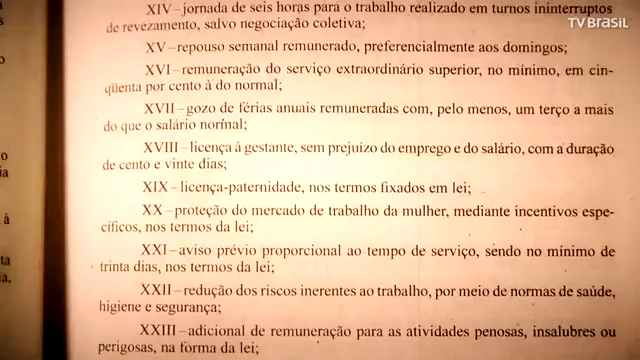 TV BRASIL
XIV – jornada de seis horas para o trabalho realizado em turnos ininterruptos
de revezamento, salvo negociação coletiva;
XV – repouso semanal remunerado, preferencialmente aos domingos;
XVI – remuneração do serviço extraordinário superior, no mínimo, em cin-
qüenta por cento à do normal;
XVII – gozo de férias anuais remuneradas com, pelo menos, um terço a mais
do que o salário normal;
XVIII – licença à gestante, sem prejuízo do emprego e do salário, com a duração
de cento e vinte dias;
XIX – licença-paternidade, nos termos fixados em lei;
XX – proteção do mercado de trabalho da mulher, mediante incentivos espe-
cíficos, nos termos da lei;
XXI – aviso prévio proporcional ao tempo de serviço, sendo no mínimo de
trinta dias, nos termos da lei;
XXII – redução dos riscos inerentes ao trabalho, por meio de normas de saúde,
higiene e segurança;
XXIII – adicional de remuneração para as atividades penosas, insalubres ou
perigosas, na forma da lei;